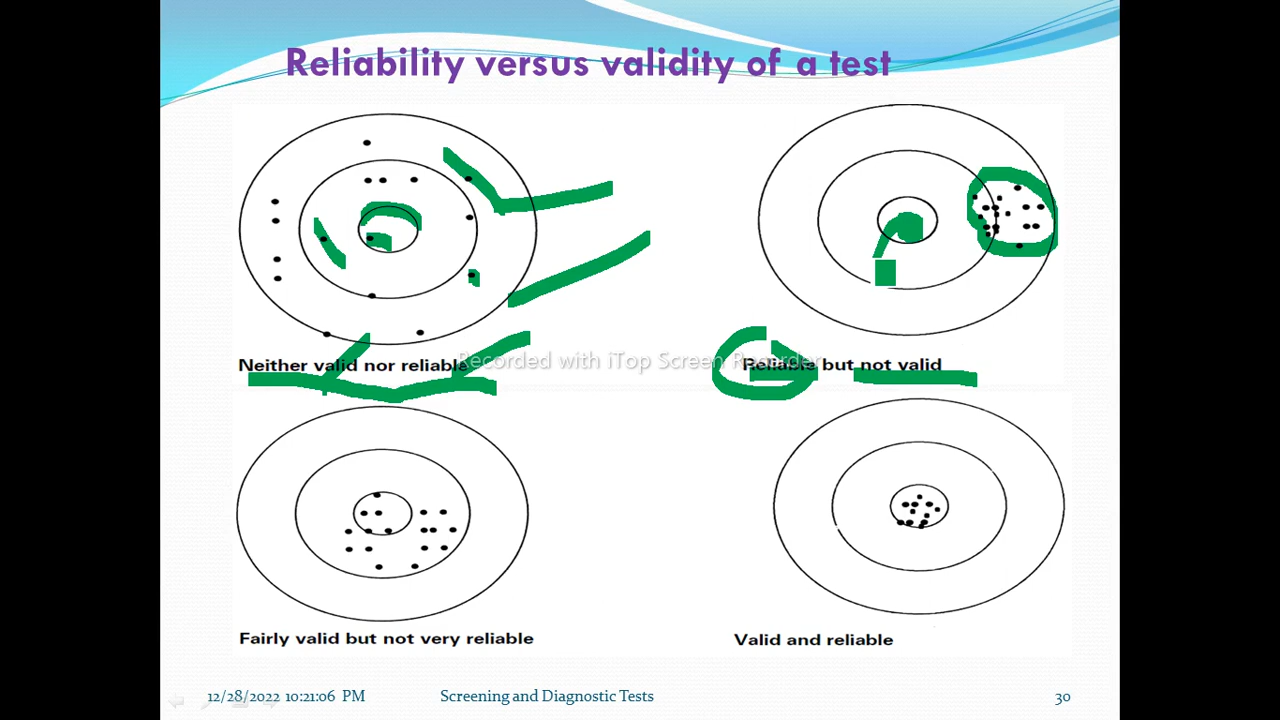 Reliability versus validity of a test
Recorded with iTop Screen Recorder
Neither valid nor reliable
Reliable but not valid
Fairly valid but not very reliable
Valid and reliable
12/28/2022 10:21:06 PM
Screening and Diagnostic Tests
30